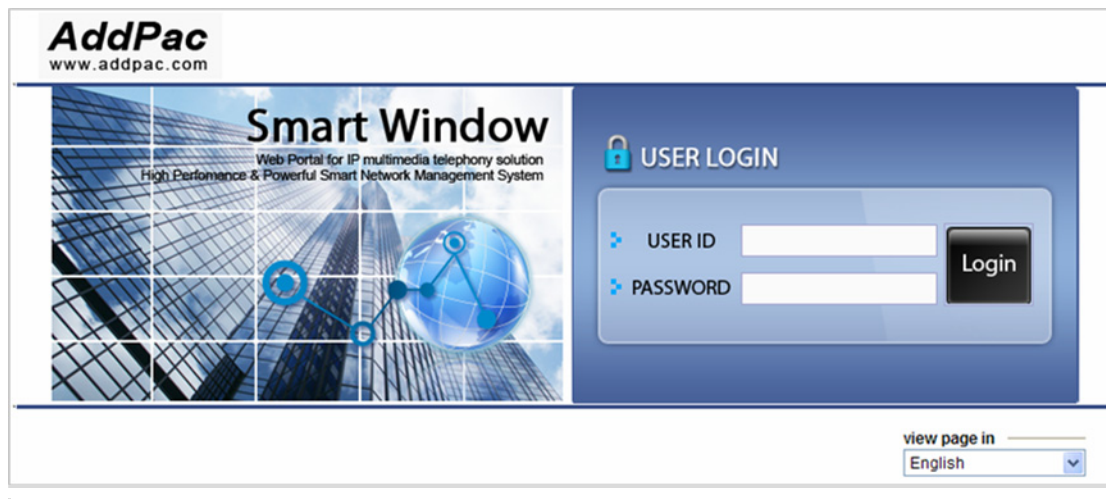 AddPac
www.addpac.com
Smart Window
Web Portal for IP multimedia telephony solution
High Perfomance & Powerful Smart Network Management System
USER LOGIN
USER ID
PASSWORD
Login
view page in
English